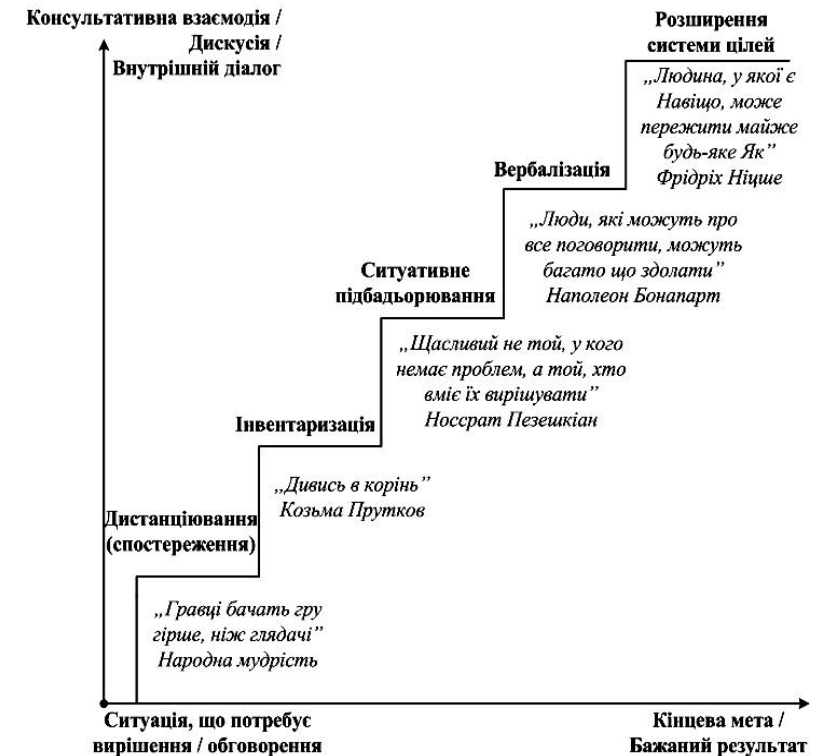 Консультативна взаємодія /
Дискусія /
Внутрішній діалог
Розширення
системи цілей
„Людина, у якої є
Навіщо, може
пережити майже
будь-яке Як”
Фрідріх Ніцше
Вербалізація
„Люди, які можуть про
все поговорити, можуть
багато що здолати”
Наполеон Бонапарт
Ситуативне
підбадьорювання
„Щасливий не той, у кого
немає проблем, а той, хто
вміє їх вирішувати”
Носсрат Пезешкіан
Інвентаризація
„Дивись в корінь”
Козьма Прутков
Дистанціювання
(спостереження)
„Гравці бачать гру
гірше, ніж глядачі”
Народна мудрість
Ситуація, що потребує
вирішення / обговорення
Кінцева мета /
Бажаний результат